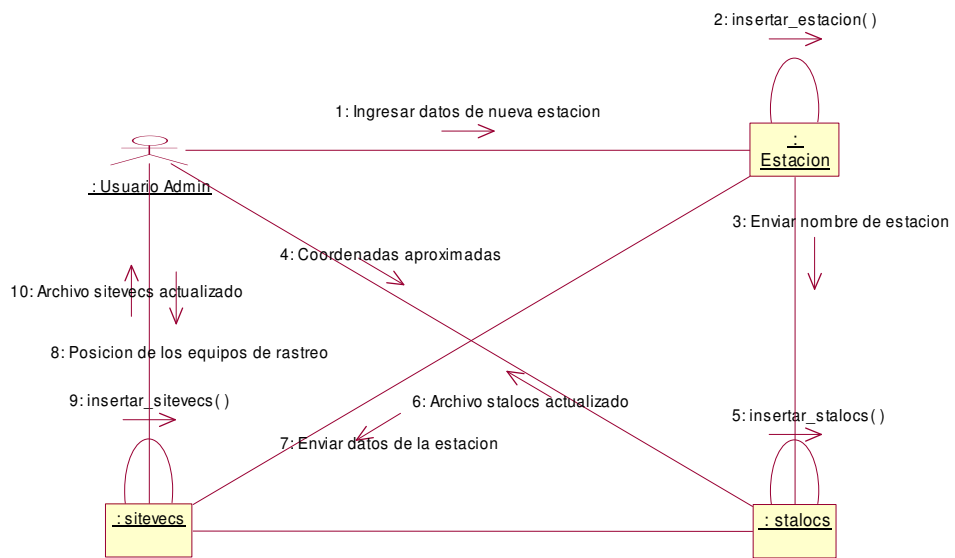 2: insertar_estacion( )
1: Ingresar datos de nueva estacion
:
Estacion
: Usuario Admin
3: Enviar nombre de estacion
4: Coordenadas aproximadas
10: Archivo sitevecs actualizado
8: Posicion de los equipos de rastreo
9: insertar_sitevecs( )
6: Archivo stalocs actualizado
5: insertar_stalocs( )
7: Enviar datos de la estacion
: sitevecs
: stalocs